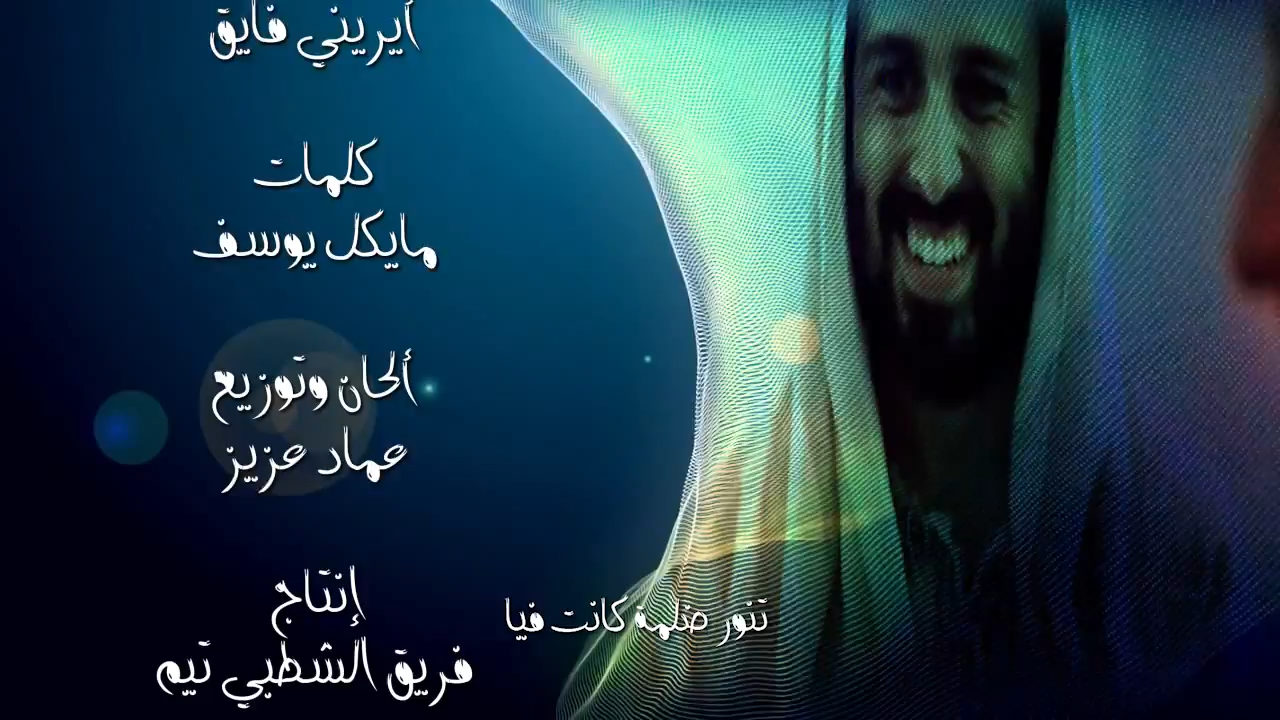 أيريني فايق
كلمات
مايكل يوسف
ألحان وتوزيع
عماد عزيز
إنتاج
فريق الشطبي تيم
تنور ضلمة كانت فيا